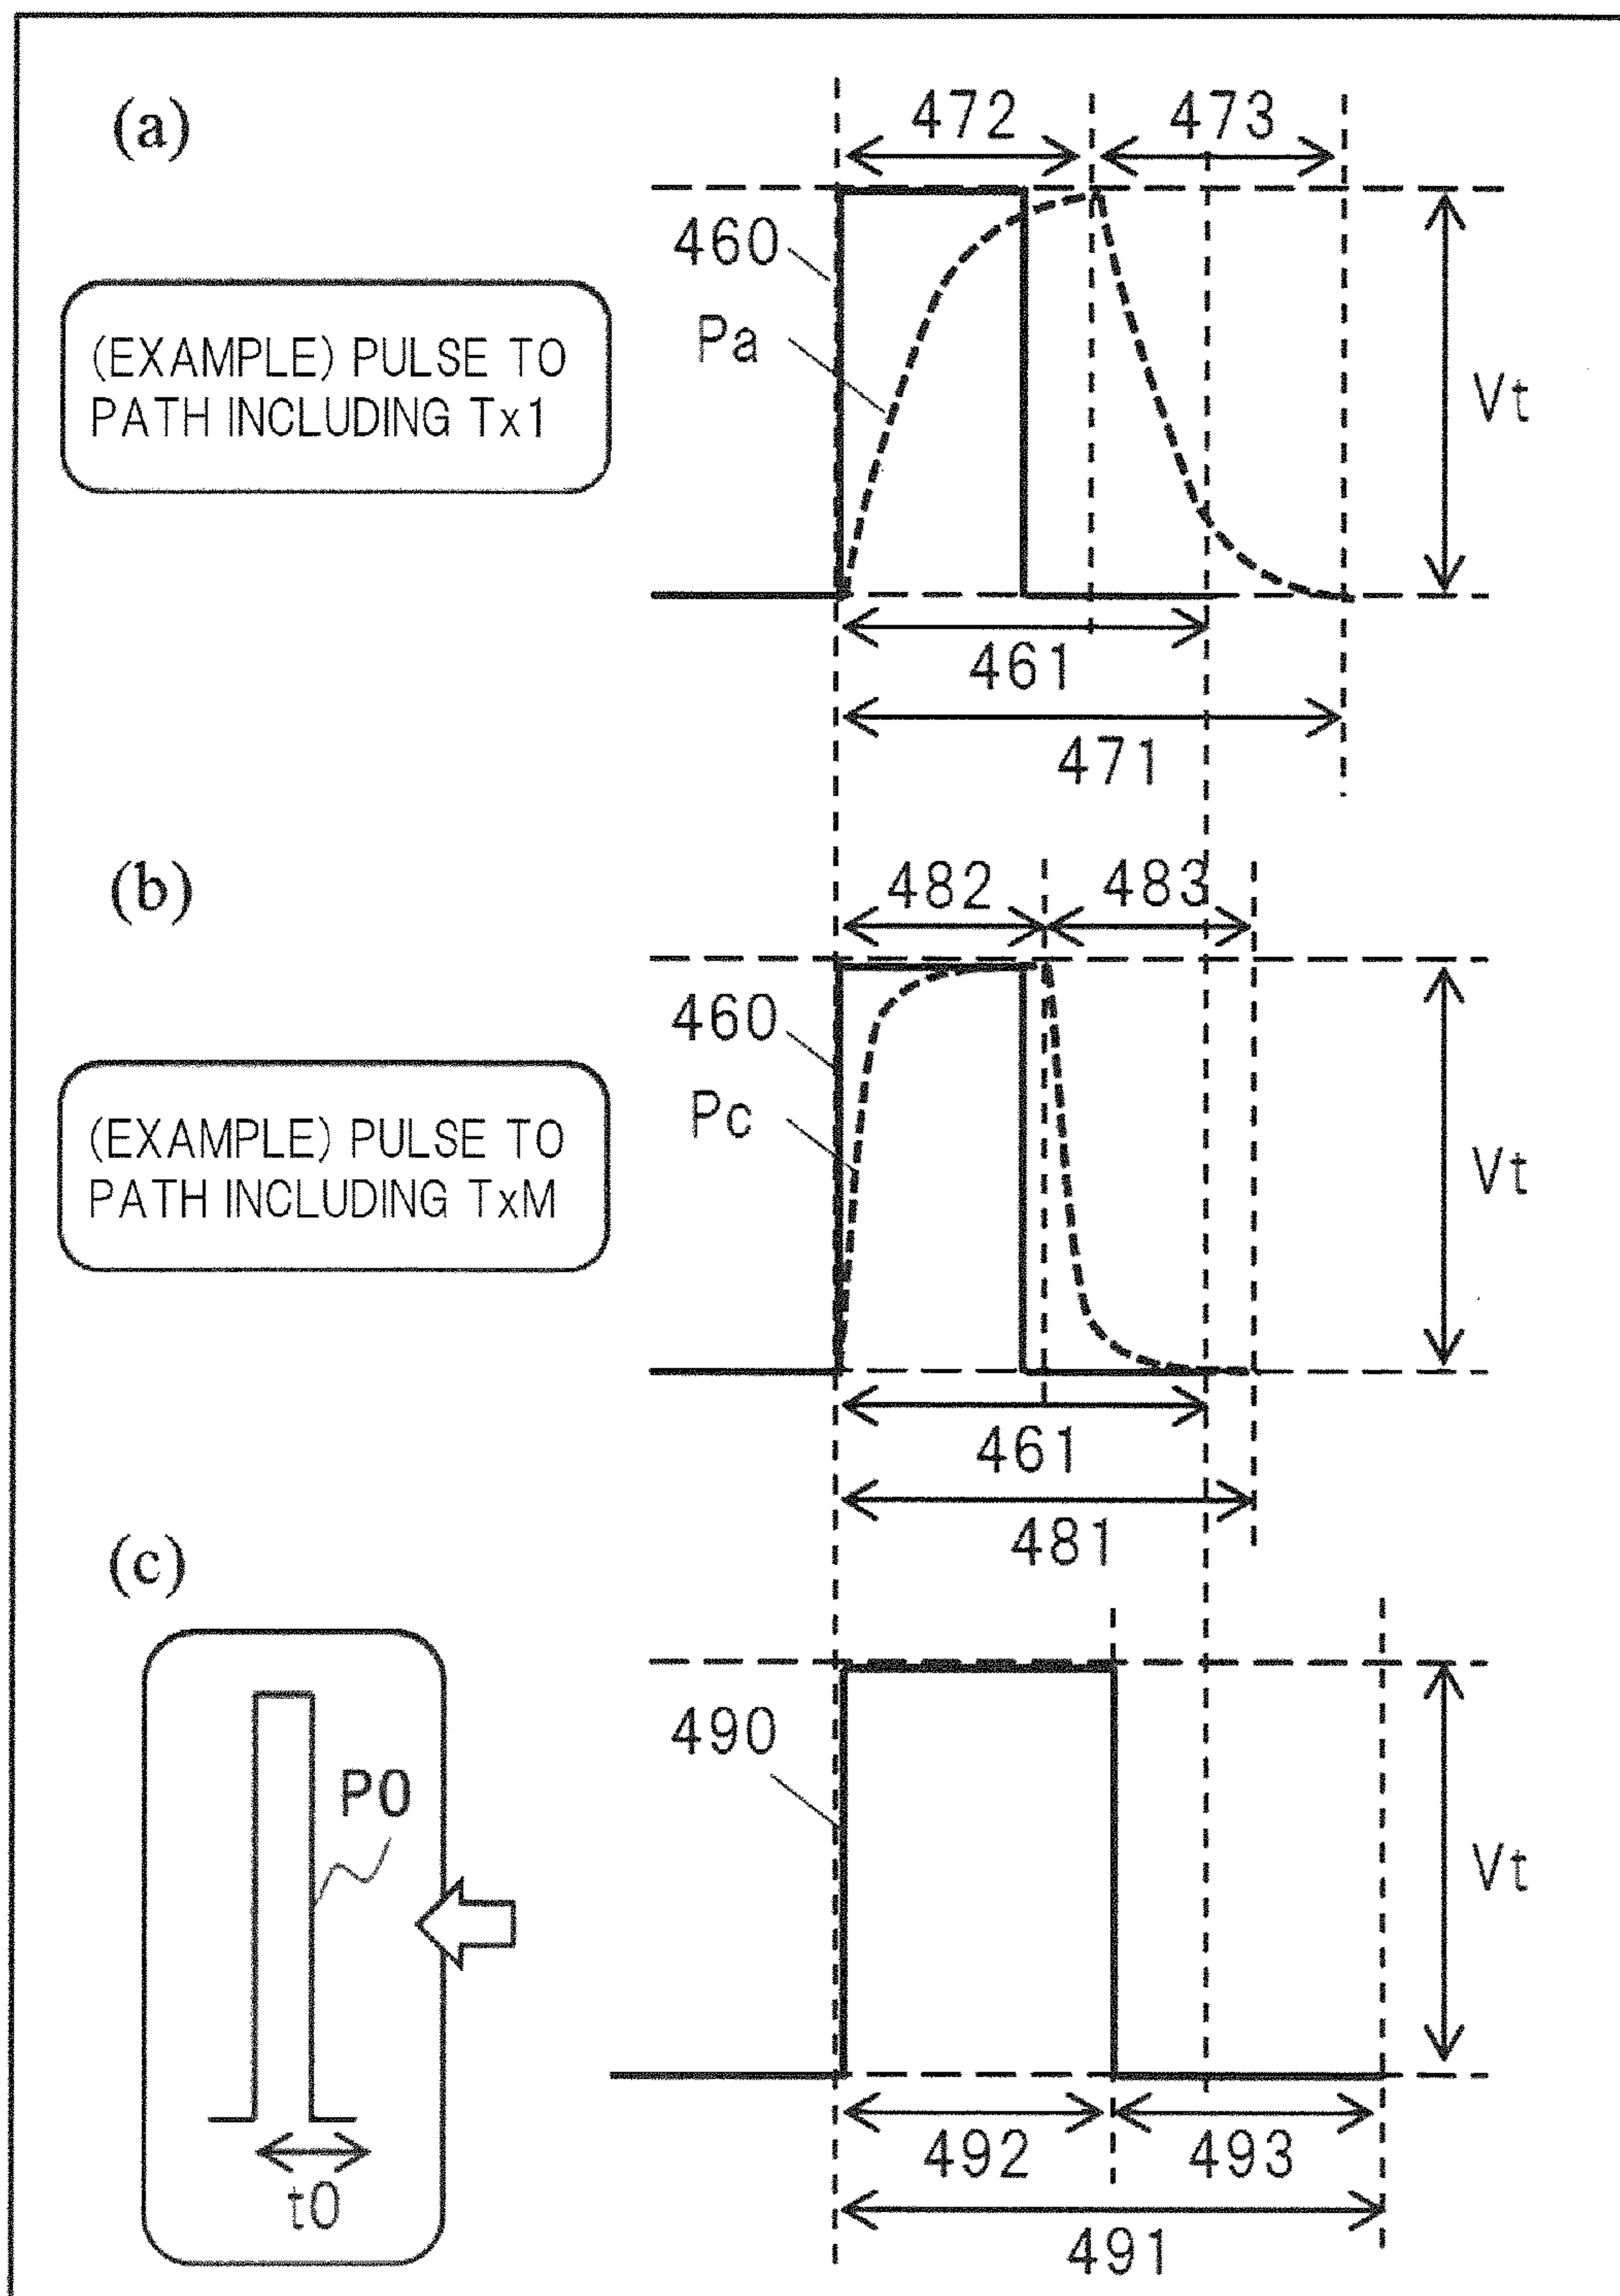 (a)
472
473
460
Pa
(EXAMPLE) PULSE TO
PATH INCLUDING Tx1
Vt
461
471
(b)
482
483
460
Pc
(EXAMPLE) PULSE TO
PATH INCLUDING TxM
Vt
461
481
(c)
490
P0
Vt
t0
492
493
491